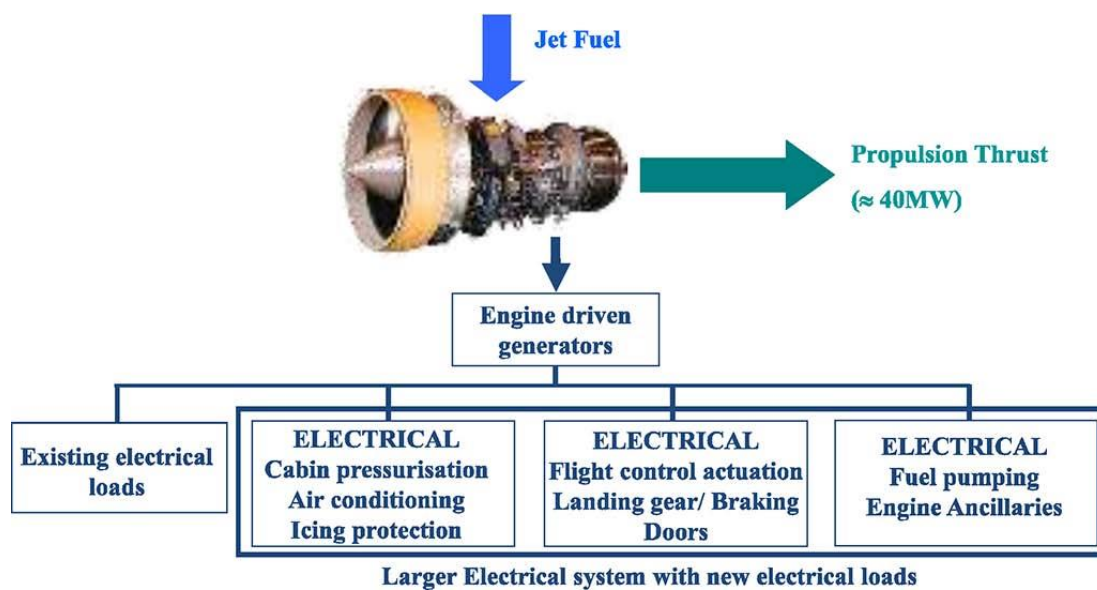 Jet Fuel
Propulsion Thrust
(≈ 40MW)
Engine driven
generators
Existing electrical
loads
ELECTRICAL
Cabin pressurisation
Air conditioning
Icing protection
ELECTRICAL
Flight control actuation
Landing gear/ Braking
Doors
ELECTRICAL
Fuel pumping
Engine Ancillaries
Larger Electrical system with new electrical loads